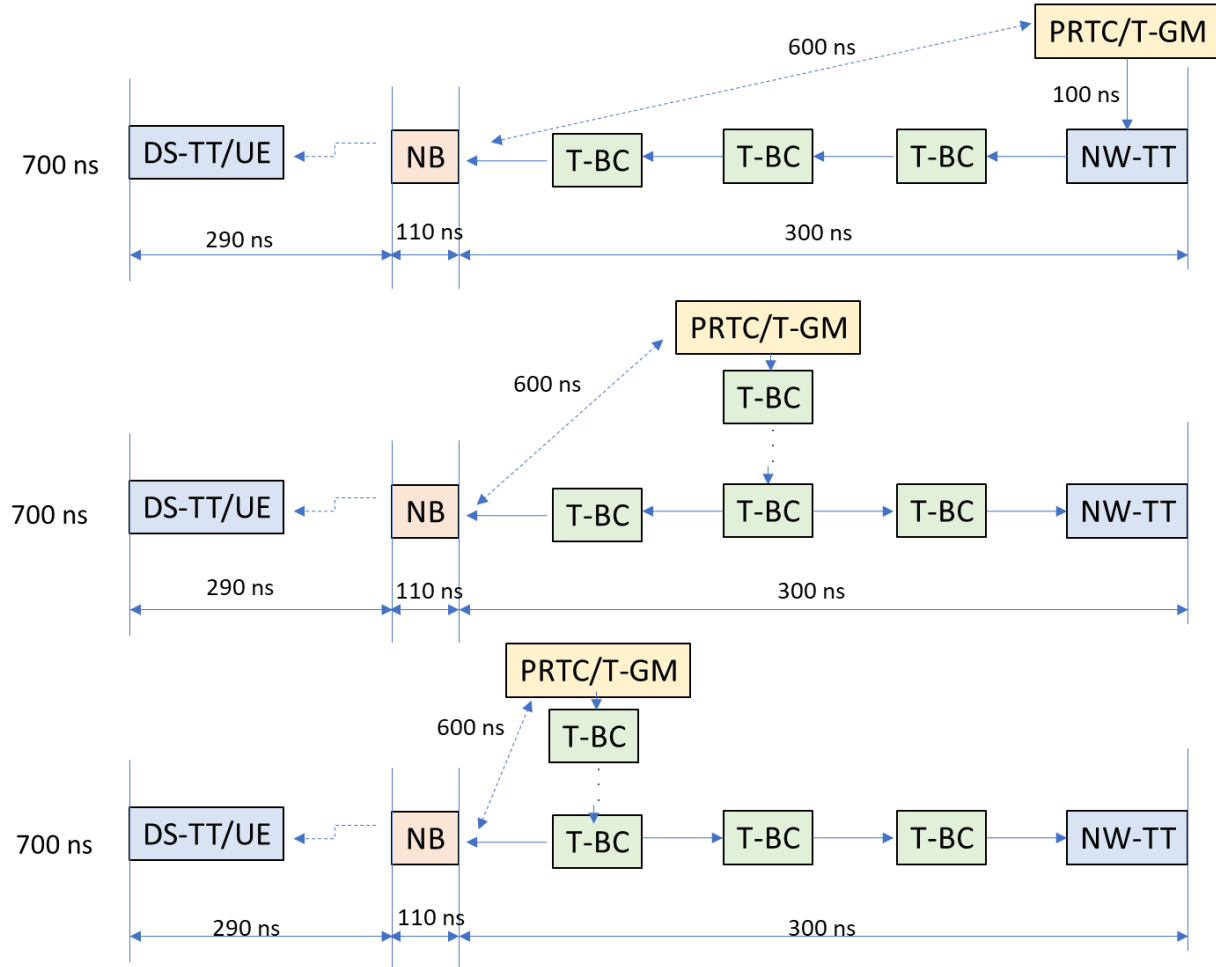 PRTC/T-GM
600 ns
100 ns
700 ns
DS-TT/UE
NB
T-BC
T-BC
T-BC
NW-TT
290 ns
110 ns
300 ns
PRTC/T-GM
600 ns
T-BC
700 ns
DS-TT/UE
NB
T-BC
T-BC
T-BC
NW-TT
290 ns
110 ns
300 ns
PRTC/T-GM
600 ns
T-BC
700 ns
DS-TT/UE
NB
T-BC
T-BC
T-BC
NW-TT
290 ns
110 ns
300 ns